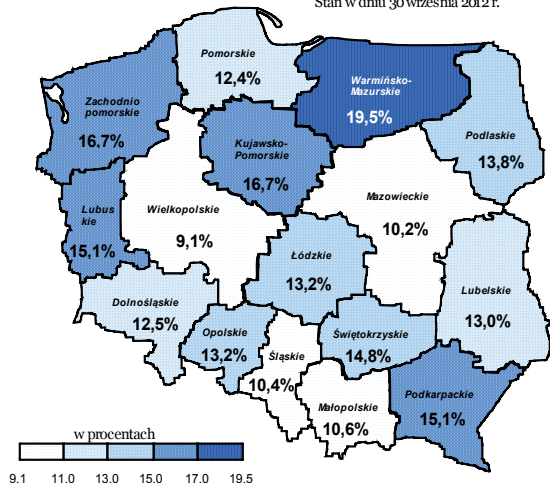 Stan w dniu 30 września 2012 r.
Pomorskie
12,4%
Warmińsko-
Mazurskie
19,5%
Zachodnio
pomorskie
16,7%
Podlaskie
13,8%
Kujawsko-
Pomorskie
16,7%
Mazowieckie
10,2%
Lubus
kie
15,1%
Wielkopolskie
9,1%
Łódzkie
13,2%
Lubelskie
13,0%
Dolnośląskie
12,5%
Opolskie
13,2%
Świętokrzyskie
14,8%
Śląskie
10,4%
Małopolskie
10,6%
Podkarpackie
15,1%
w procentach
9.1 11.0 13.0 15.0 17.0 19.5